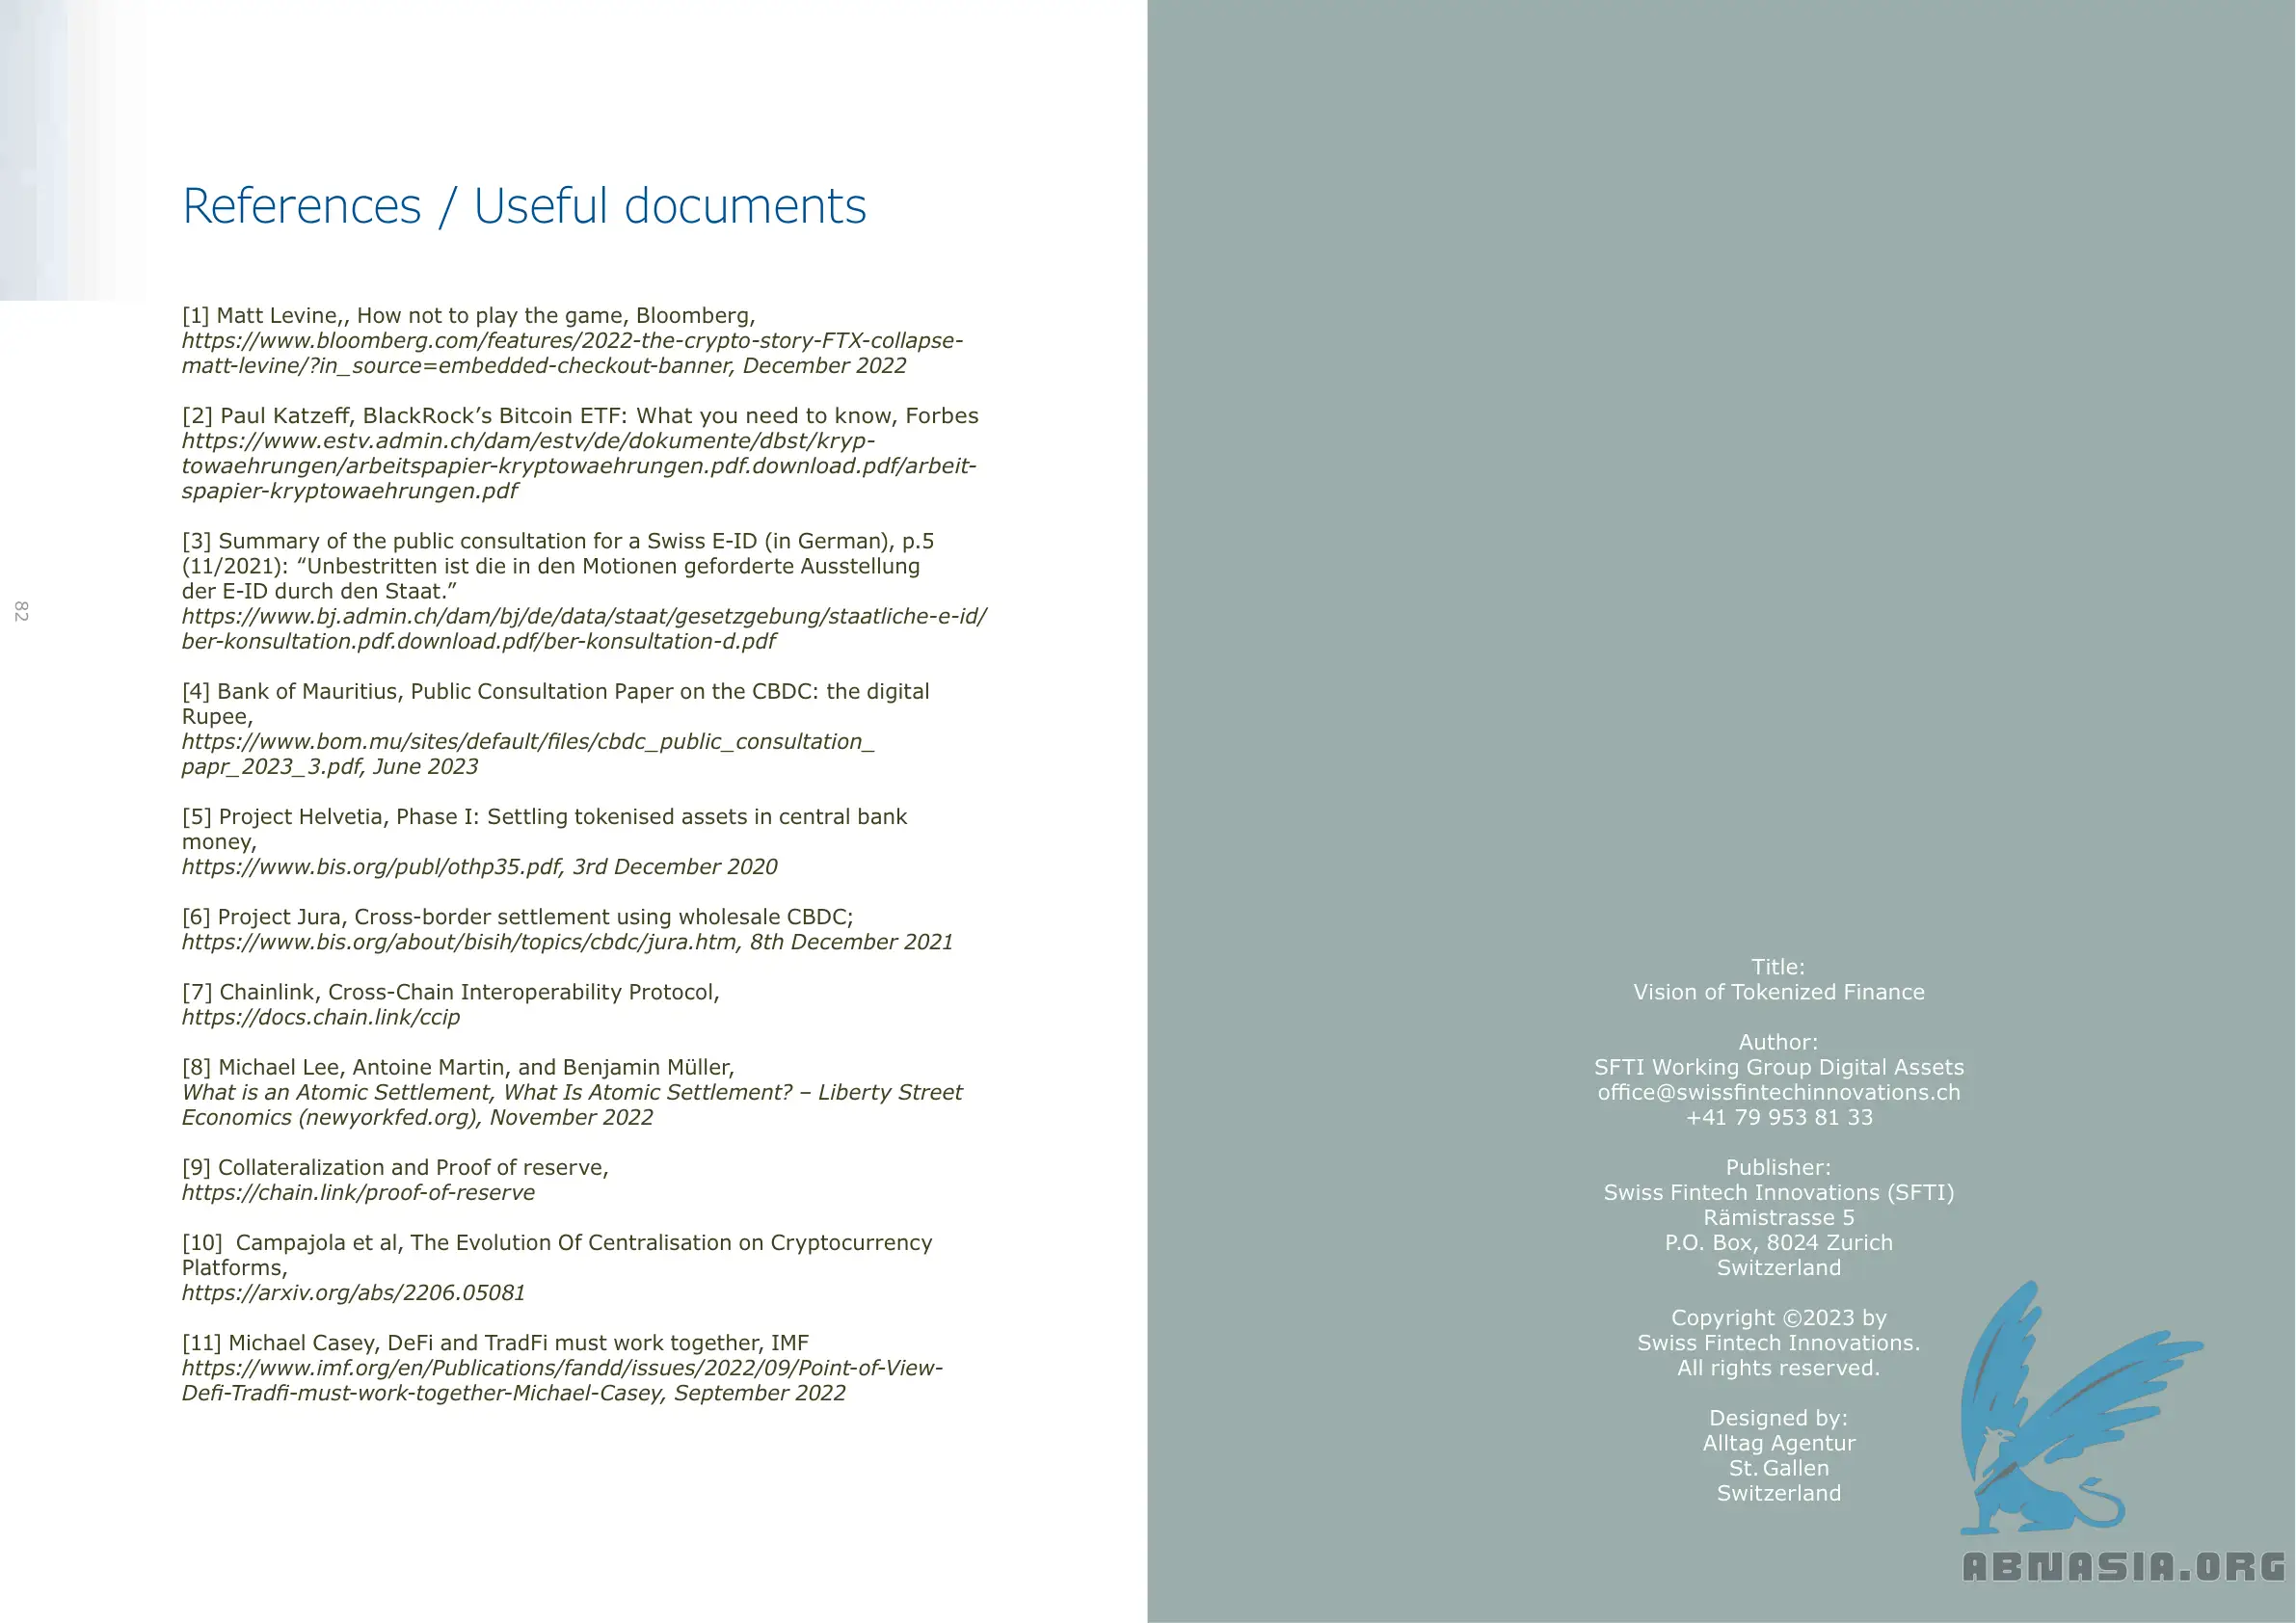 References / Useful documents
[1] Matt Levine,, How not to play the game, Bloomberg,
https://www.bloomberg.com/features/2022-the-crypto-story-FTX-collapse-
matt-levine/?in_source=embedded-checkout-banner, December 2022
[2] Paul Katzeff, BlackRock’s Bitcoin ETF: What you need to know, Forbes
https://www.estv.admin.ch/dam/estv/de/dokumente/dbst/kryp-
towaehrungen/arbeitspapier-kryptowaehrungen.pdf.download.pdf/arbeit-
spapier-kryptowaehrungen.pdf
[3] Summary of the public consultation for a Swiss E-ID (in German), p.5
(11/2021): “Unbestritten ist die in den Motionen geforderte Ausstellung
der E-ID durch den Staat.”
https://www.bj.admin.ch/dam/bj/de/data/staat/gesetzgebung/staatliche-e-id/
ber-konsultation.pdf.download.pdf/ber-konsultation-d.pdf
[4] Bank of Mauritius, Public Consultation Paper on the CBDC: the digital
Rupee,
https://www.bom.mu/sites/default/files/cbdc_public_consultation_
papr_2023_3.pdf, June 2023
[5] Project Helvetia, Phase I: Settling tokenised assets in central bank
money,
https://www.bis.org/publ/othp35.pdf, 3rd December 2020
[6] Project Jura, Cross-border settlement using wholesale CBDC;
https://www.bis.org/about/bisih/topics/cbdc/jura.htm, 8th December 2021
[7] Chainlink, Cross-Chain Interoperability Protocol,
https://docs.chain.link/ccip
[8] Michael Lee, Antoine Martin, and Benjamin Müller,
What is an Atomic Settlement, What Is Atomic Settlement? – Liberty Street
Economics (newyorkfed.org), November 2022
[9] Collateralization and Proof of reserve,
https://chain.link/proof-of-reserve
[10] Campajola et al, The Evolution Of Centralisation on Cryptocurrency
Platforms,
https://arxiv.org/abs/2206.05081
[11] Michael Casey, DeFi and TradFi must work together, IMF
https://www.imf.org/en/Publications/fandd/issues/2022/09/Point-of-View-
Defi-Tradfi-must-work-together-Michael-Casey, September 2022
82
Title:
Vision of Tokenized Finance
Author:
SFTI Working Group Digital Assets
office@swissfintechinnovations.ch
+41 79 953 81 33
Publisher:
Swiss Fintech Innovations (SFTI)
Rämistrasse 5
P.O. Box, 8024 Zurich
Switzerland
Copyright ©2023 by
Swiss Fintech Innovations.
All rights reserved.
Designed by:
Alltag Agentur
St. Gallen
Switzerland
ABNASIA.ORG